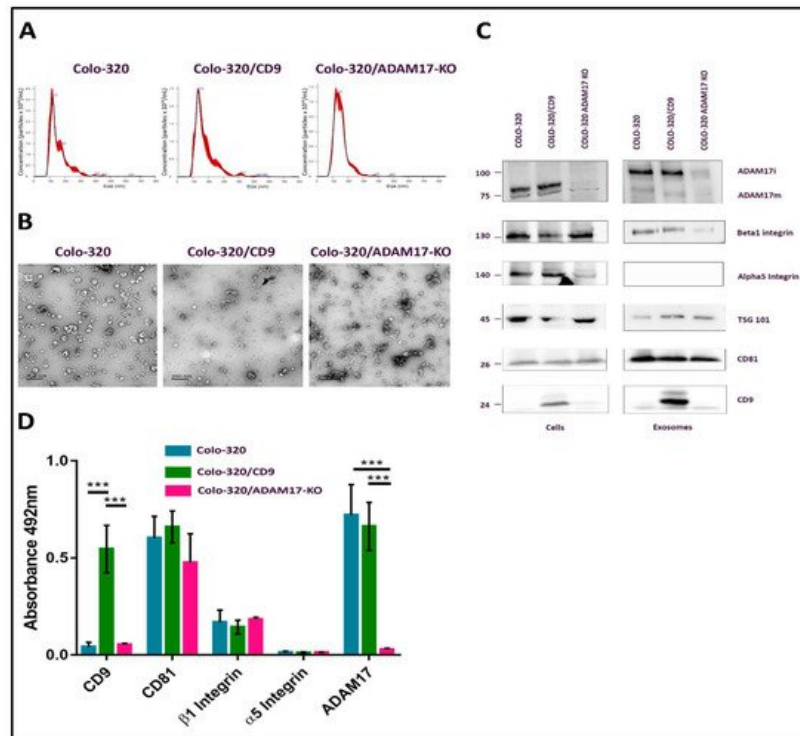 A
Colo-320
Colo-320/CD9
Colo-320/ADAM17-KO
B
Colo-320
Colo-320/CD9
Colo-320/ADAM17-KO
C
COLO-320
COLO-320/CD9
COLO-320 ADAM17 KO
COLO-320
COLO-320/CD9
COLO-320 ADAM17 KO
100
ADAM17i
75
ADAM17m
130
Beta1 integrin
140
Alpha5 Integrin
45
TSG 101
26
CD81
24
CD9
Cells
Exosomes
D
Colo-320
Colo-320/CD9
Colo-320/ADAM17-KO
Absorbance 492nm
1.0
0.5
0.0
***
***
***
***
CD9
CD81
β1 Integrin
α5 Integrin
ADAM17